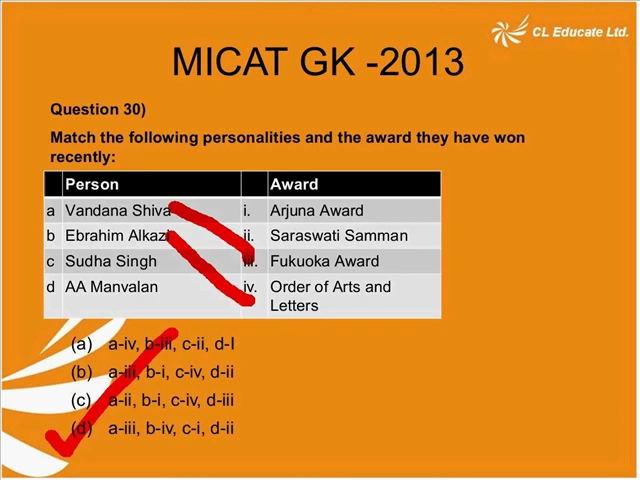 CL Educate Ltd.
MICAT GK -2013
Question 30)
Match the following personalities and the award they have won
recently:
Person Award
a Vandana Shiva i. Arjuna Award
b Ebrahim Alkazi ii. Saraswati Samman
c Sudha Singh iii. Fukuoka Award
d AA Manvalan iv. Order of Arts and
Letters
(a) a-iv, b-iii, c-ii, d-I
(b) a-iii, b-i, c-iv, d-ii
(c) a-ii, b-i, c-iv, d-iii
(d) a-iii, b-iv, c-i, d-ii